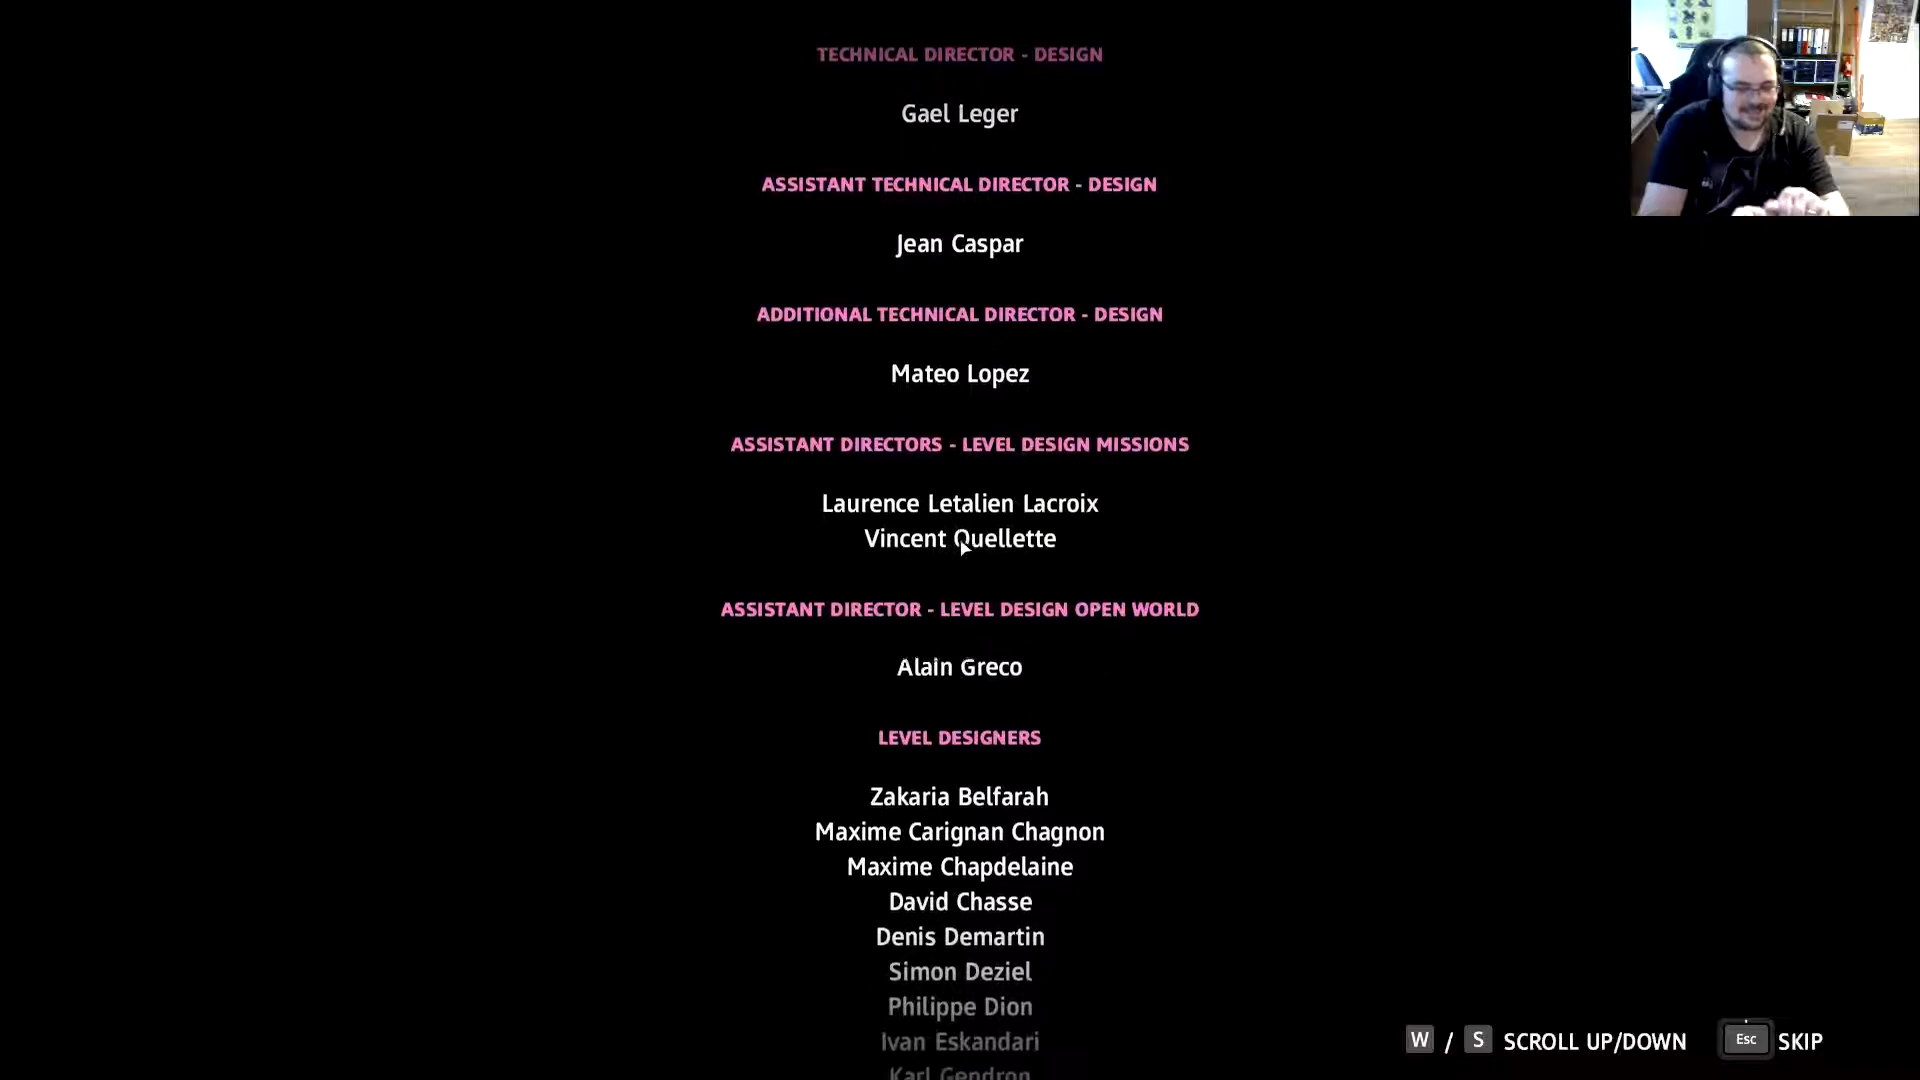 TECHNICAL DIRECTOR - DESIGN
Gael Leger
ASSISTANT TECHNICAL DIRECTOR - DESIGN
Jean Caspar
ADDITIONAL TECHNICAL DIRECTOR - DESIGN
Mateo Lopez
ASSISTANT DIRECTORS - LEVEL DESIGN MISSIONS
Laurence Letalien Lacroix
Vincent Ouellette
ASSISTANT DIRECTOR - LEVEL DESIGN OPEN WORLD
Alain Greco
LEVEL DESIGNERS
Zakaria Belfarah
Maxime Carignan Chagnon
Maxime Chapdelaine
David Chasse
Denis Demartin
Simon Deziel
Philippe Dion
Ivan Eskandari
Karl Gendron
W / S SCROLL UP/DOWN Esc SKIP